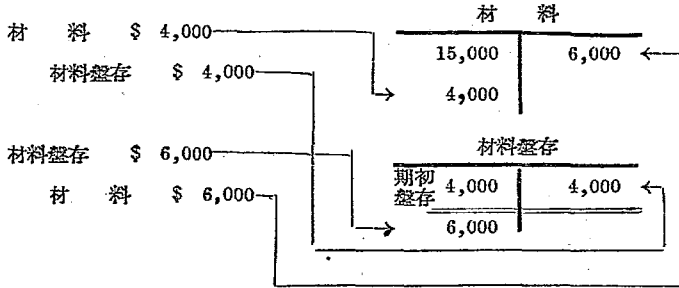 材 料 $ 4,000
材料盤存 $ 4,000
材料盤存 $ 6,000
材 料 $ 6,000
材 料
15,000 6,000
4,000
材料盤存
期初盤存 4,000 4,000
6,000